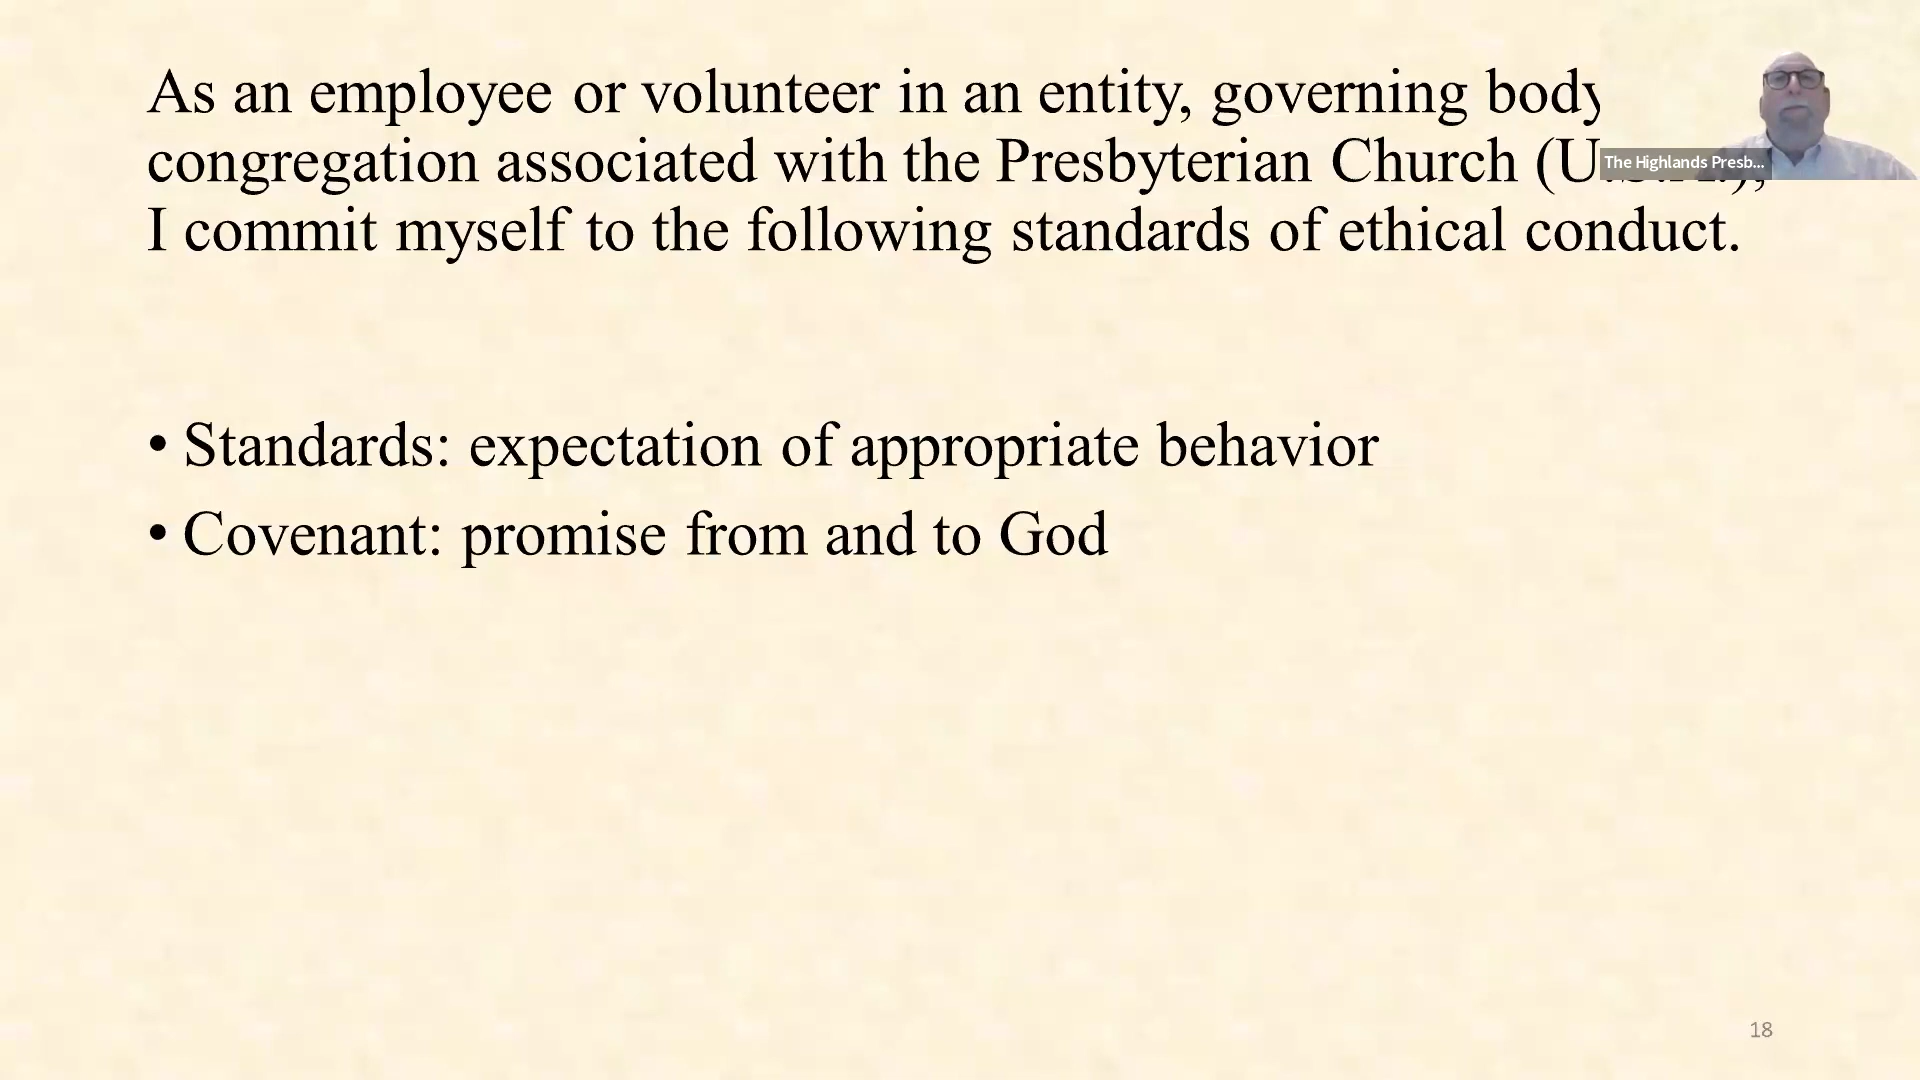 As an employee or volunteer in an entity, governing body
congregation associated with the Presbyterian Church (U.S.A.),
I commit myself to the following standards of ethical conduct.
The Highlands Presb...
• Standards: expectation of appropriate behavior
• Covenant: promise from and to God
18